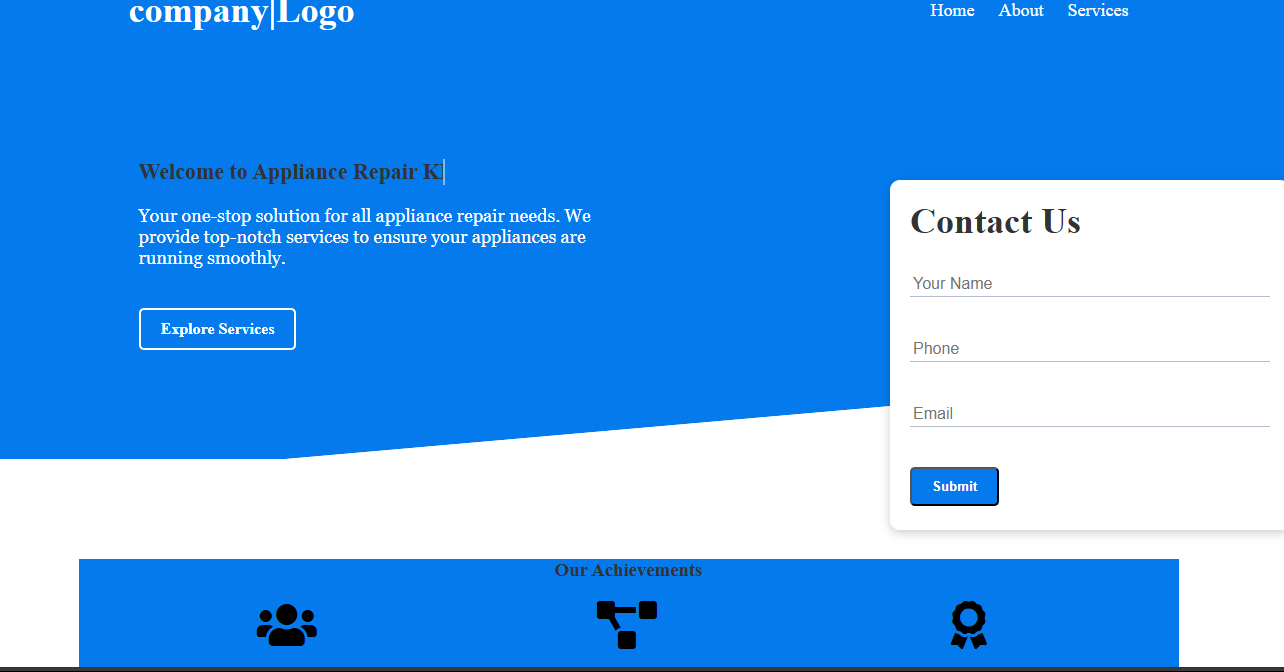 company|Logo
Home About Services
Welcome to Appliance Repair
Your one-stop solution for all appliance repair needs. We
provide top-notch services to ensure your appliances are
running smoothly.
Explore Services
Contact Us
Your Name
Phone
Email
Submit
Our Achievements